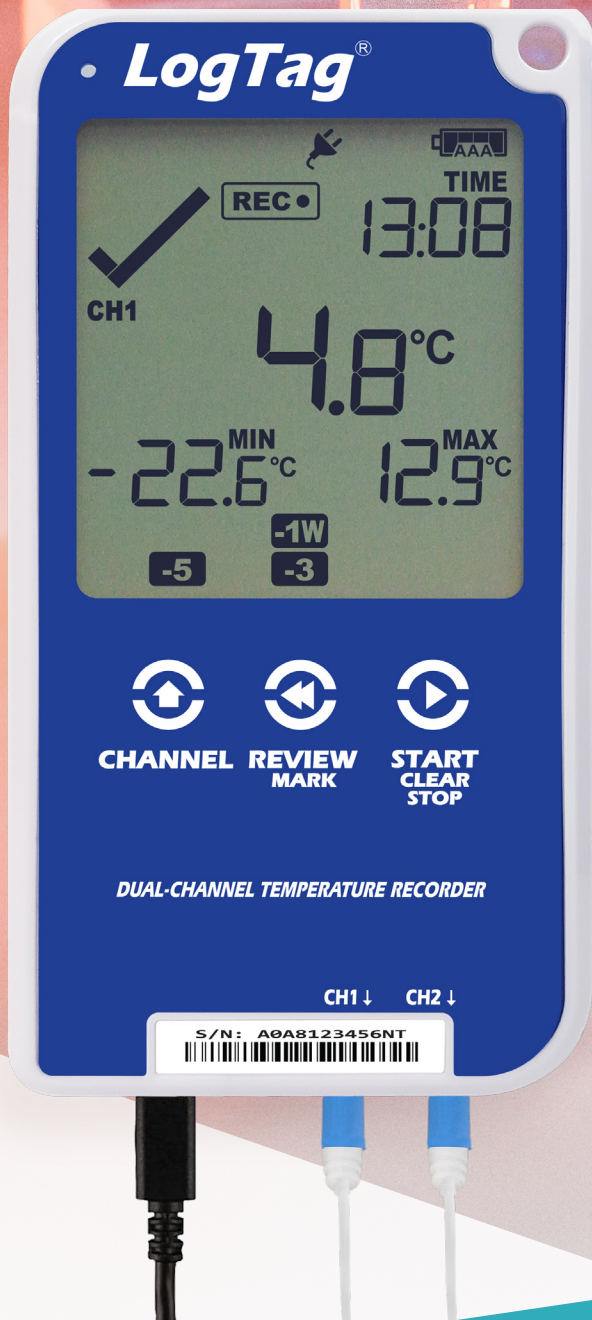 LogTag®
AAA
TIME
REC
13:08
CH1
4.8°C
MIN
-22.6°C
MAX
12.9°C
-1W
-5
-3
CHANNEL
REVIEW
MARK
START
CLEAR
STOP
DUAL-CHANNEL TEMPERATURE RECORDER
CH1↓ CH2↓
S/N: A0A8123456NT